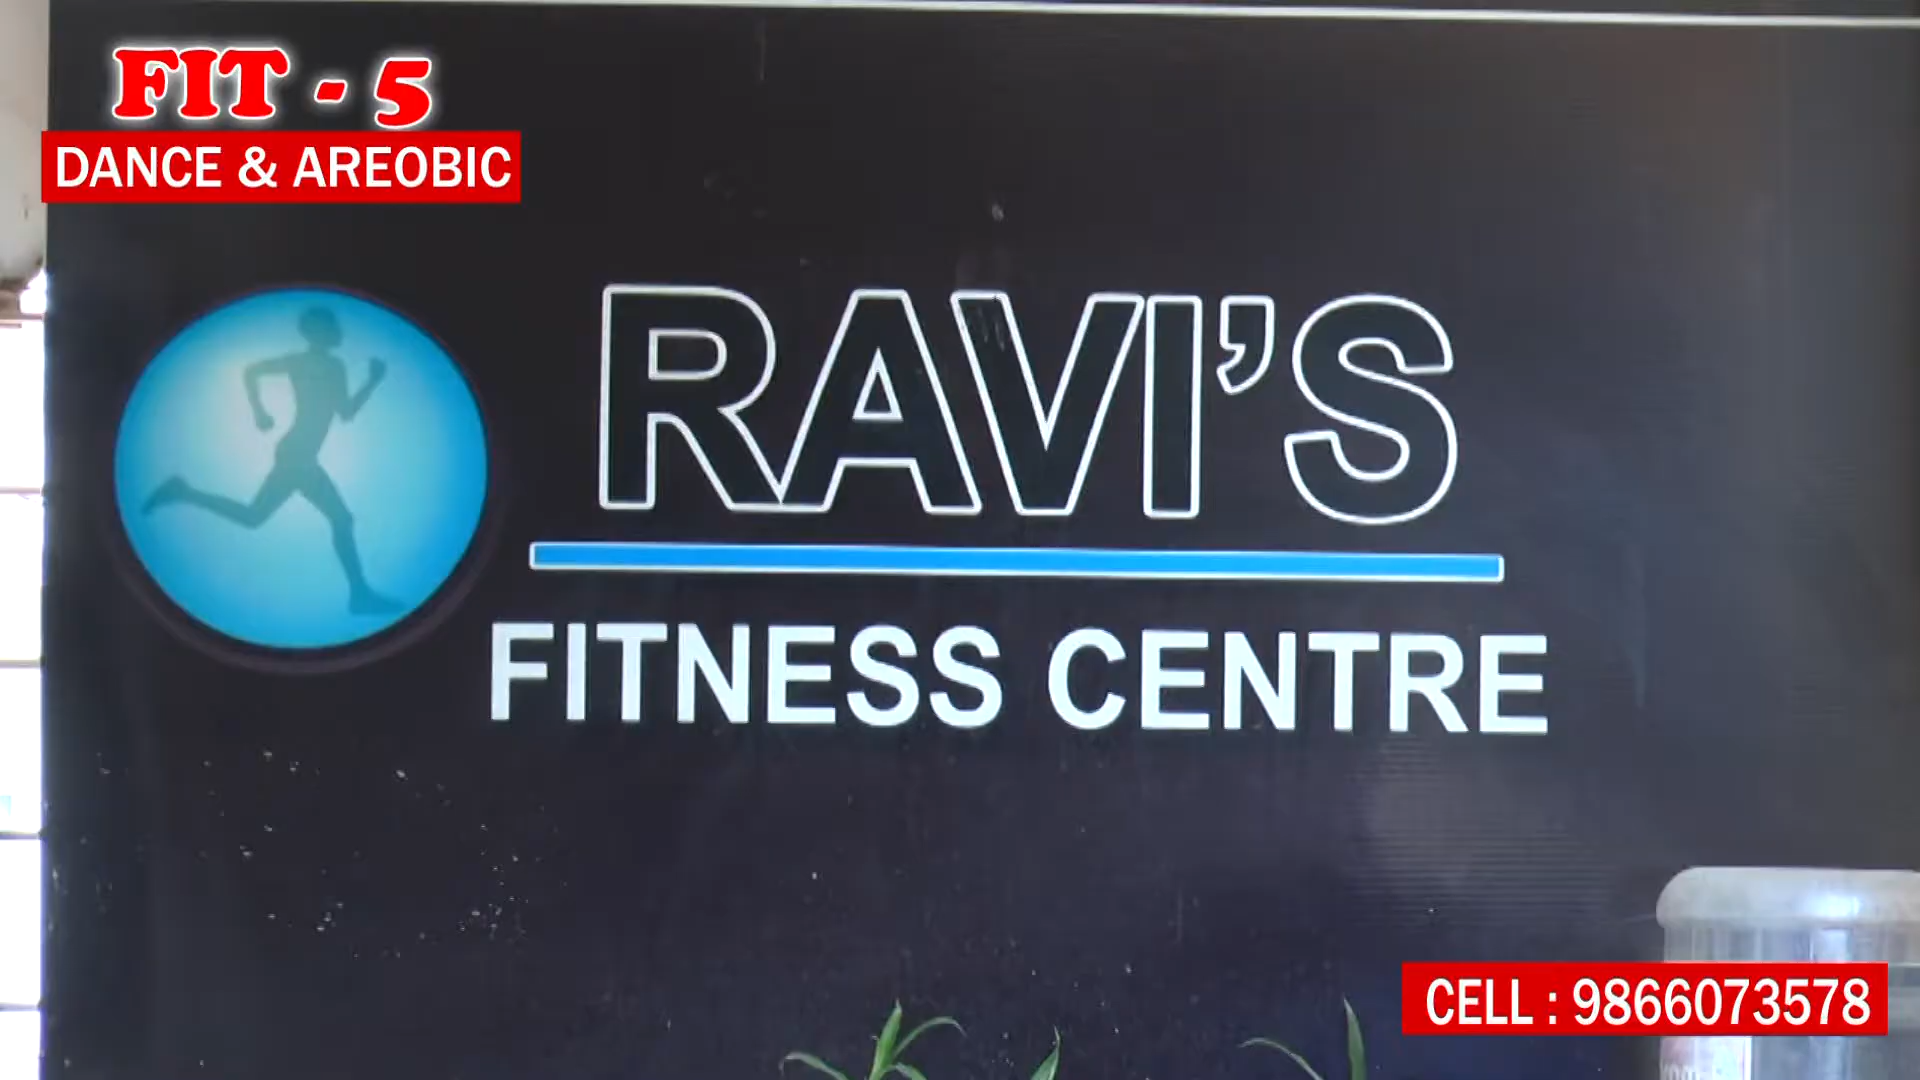 FIT - 5
DANCE & AREOBIC
RAVI'S
FITNESS CENTRE
CELL : 9866073578